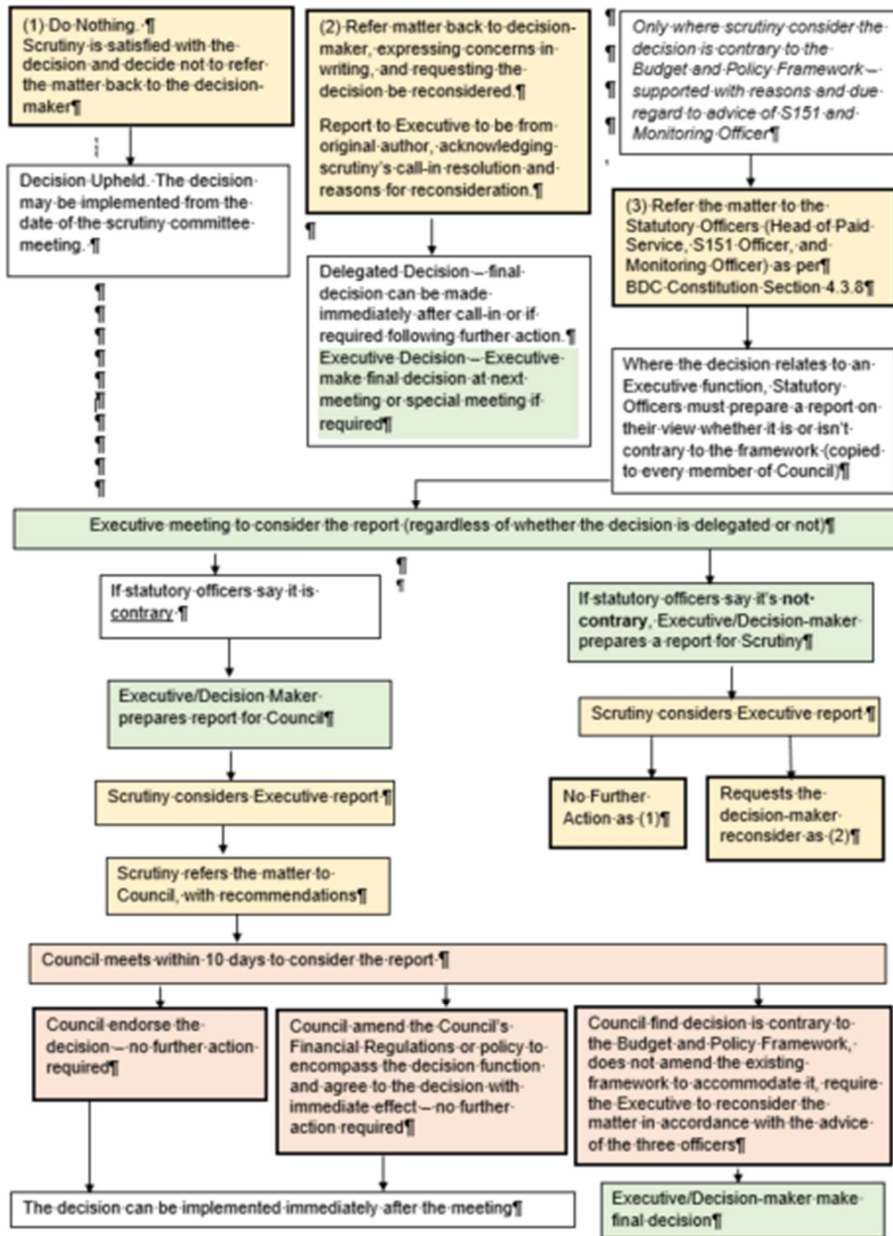 (1) Do Nothing. ¶
Scrutiny is satisfied with the
decision and decide not to refer
the matter back to the decision-
maker¶
Decision Upheld. The decision
may be implemented from the
date of the scrutiny committee
meeting. ¶
¶
¶
¶
¶
¶
¶
¶
¶
¶
¶
(2) Refer matter back to decision-
maker, expressing concerns in
writing, and requesting the
decision be reconsidered.¶
Report to Executive to be from
original author, acknowledging
scrutiny's call-in resolution and
reasons for reconsideration.¶
¶
Delegated Decision – final
decision can be made
immediately after call-in or if
required following further action.¶
Executive Decision – Executive
make final decision at next
meeting or special meeting if
required¶
¶
¶
¶
¶
Only where scrutiny consider the
decision is contrary to the
Budget and Policy Framework –
supported with reasons and due
regard to advice of S151 and
Monitoring Officer¶
(3) Refer the matter to the
Statutory Officers (Head of Paid
Service, S151 Officer, and
Monitoring Officer) as per¶
BDC Constitution Section 4.3.8¶
Where the decision relates to an
Executive function, Statutory
Officers must prepare a report on
their view whether it is or isn't
contrary to the framework (copied
to every member of Council)¶
Executive meeting to consider the report (regardless of whether the decision is delegated or not)¶
¶
¶
If statutory officers say it is
contrary ¶
Executive/Decision Maker
prepares report for Council¶
Scrutiny considers Executive report ¶
Scrutiny refers the matter to
Council, with recommendations¶
If statutory officers say it's not
contrary, Executive/Decision-maker
prepares a report for Scrutiny¶
Scrutiny considers Executive report ¶
No Further
Action as (1)¶
Requests the
decision-maker
reconsider as (2)¶
Council meets within 10 days to consider the report ¶
Council endorse the
decision – no further action
required¶
Council amend the Council's
Financial Regulations or policy to
encompass the decision function
and agree to the decision with
immediate effect – no further
action required¶
Council find decision is contrary to
the Budget and Policy Framework,
does not amend the existing
framework to accommodate it, require
the Executive to reconsider the
matter in accordance with the advice
of the three officers¶
The decision can be implemented immediately after the meeting¶
Executive/Decision-maker make
final decision¶